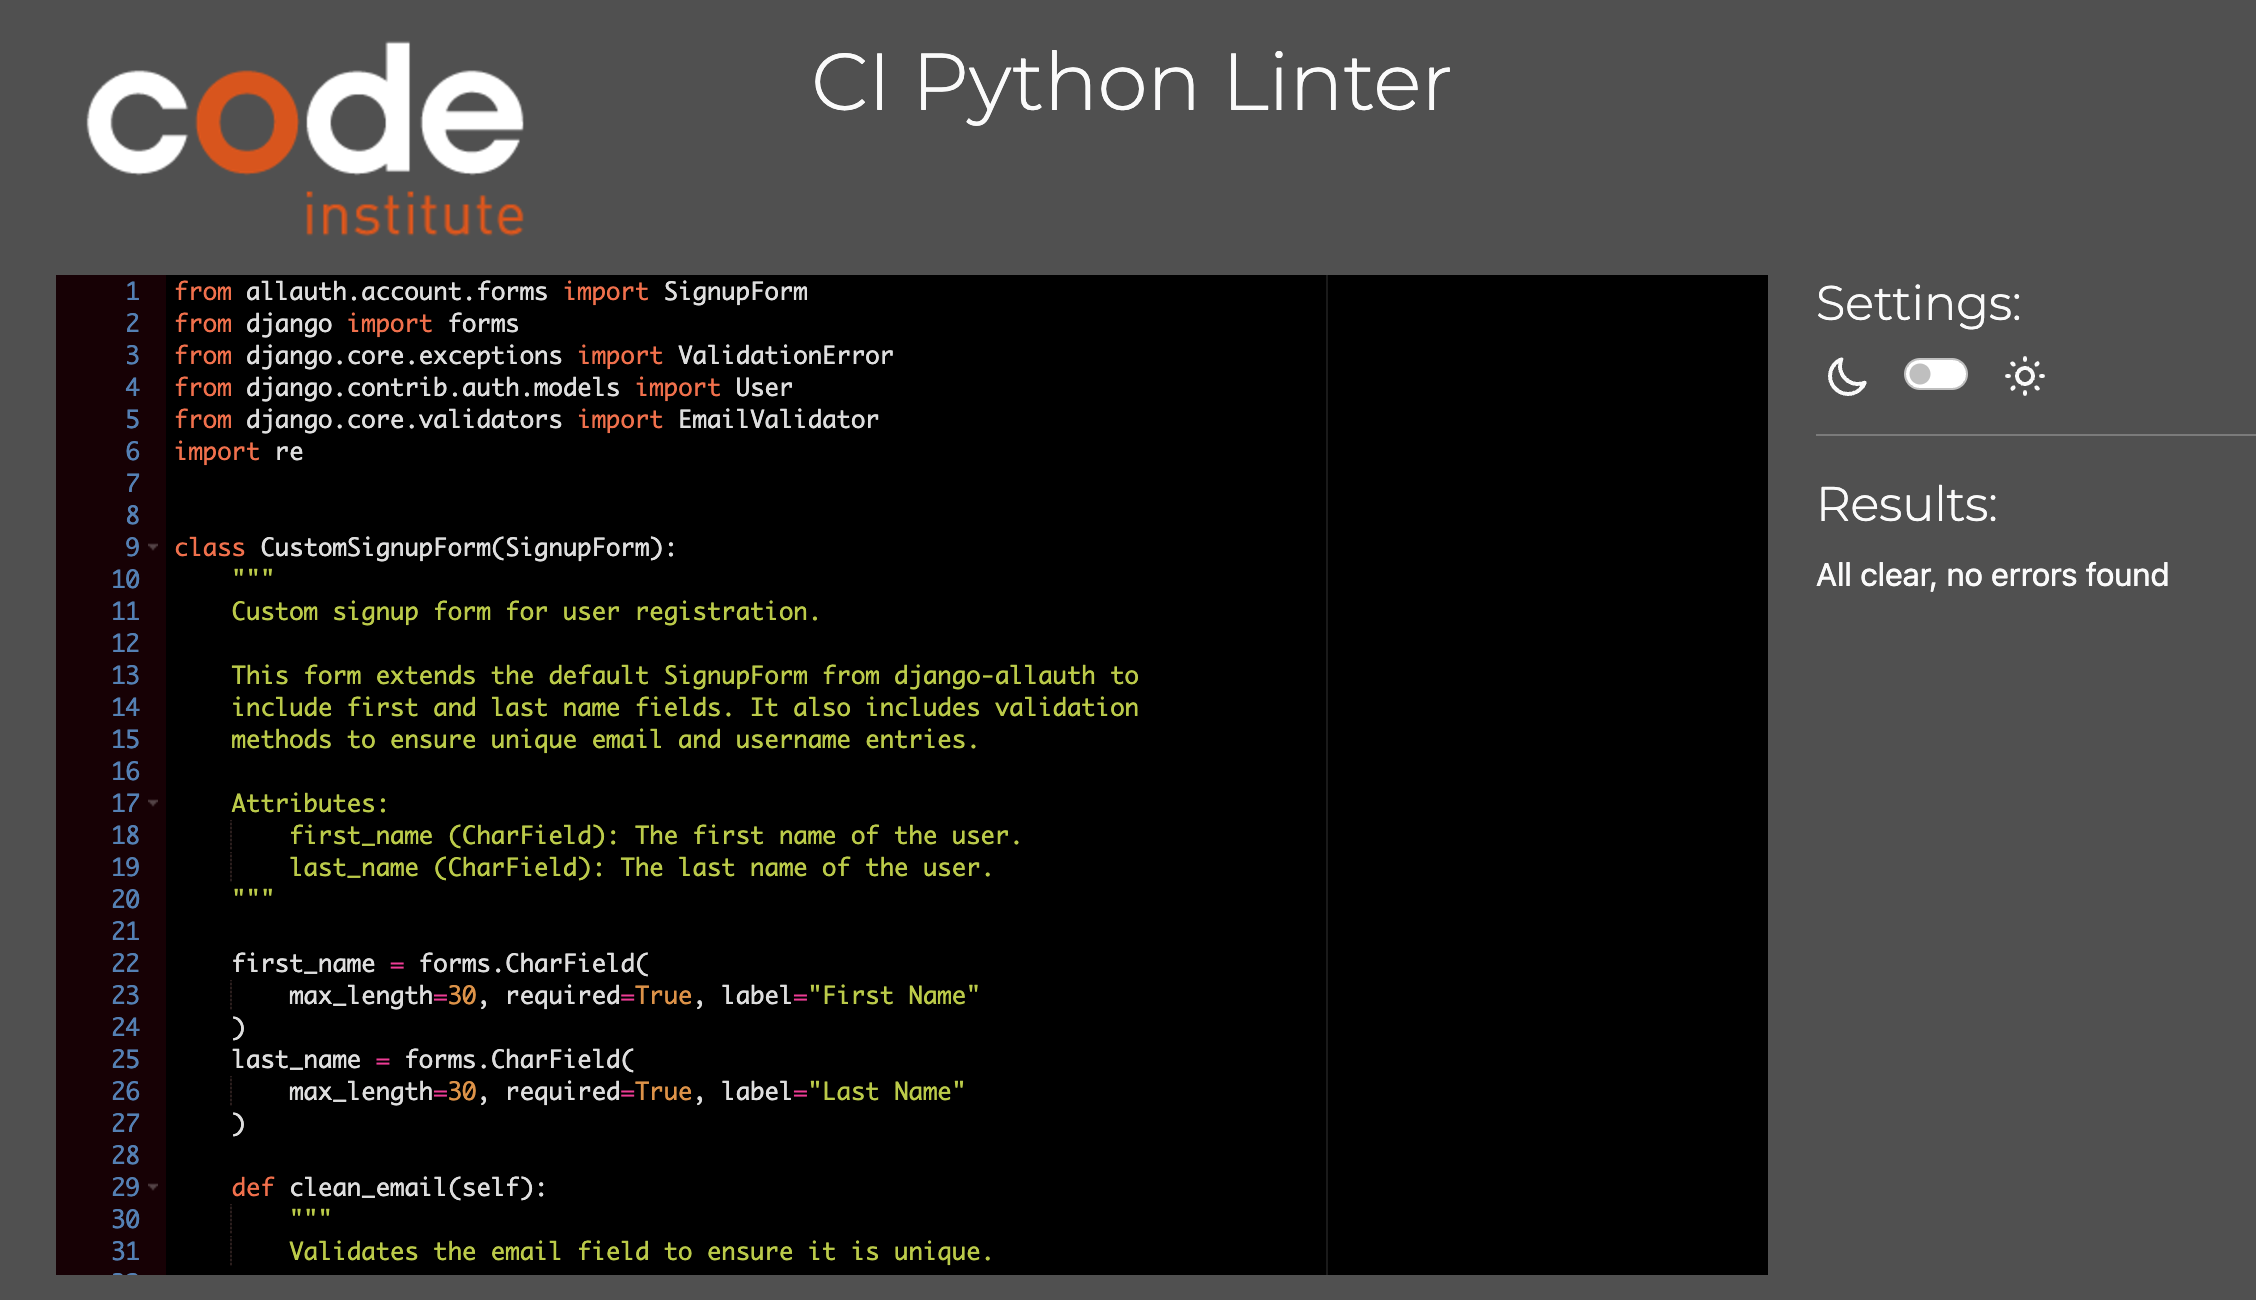 code
institute
CI Python Linter
1 from allauth.account.forms import SignupForm
2 from django import forms
3 from django.core.exceptions import ValidationError
4 from django.contrib.auth.models import User
5 from django.core.validators import EmailValidator
6 import re
7
8
9 class CustomSignupForm(SignupForm):
10     """
11     Custom signup form for user registration.
12
13     This form extends the default SignupForm from django-allauth to
14     include first and last name fields. It also includes validation
15     methods to ensure unique email and username entries.
16
17     Attributes:
18         first_name (CharField): The first name of the user.
19         last_name (CharField): The last name of the user.
20     """
21
22     first_name = forms.CharField(
23         max_length=30, required=True, label="First Name"
24     )
25     last_name = forms.CharField(
26         max_length=30, required=True, label="Last Name"
27     )
28
29     def clean_email(self):
30         """
31         Validates the email field to ensure it is unique.
Settings:
Results:
All clear, no errors found